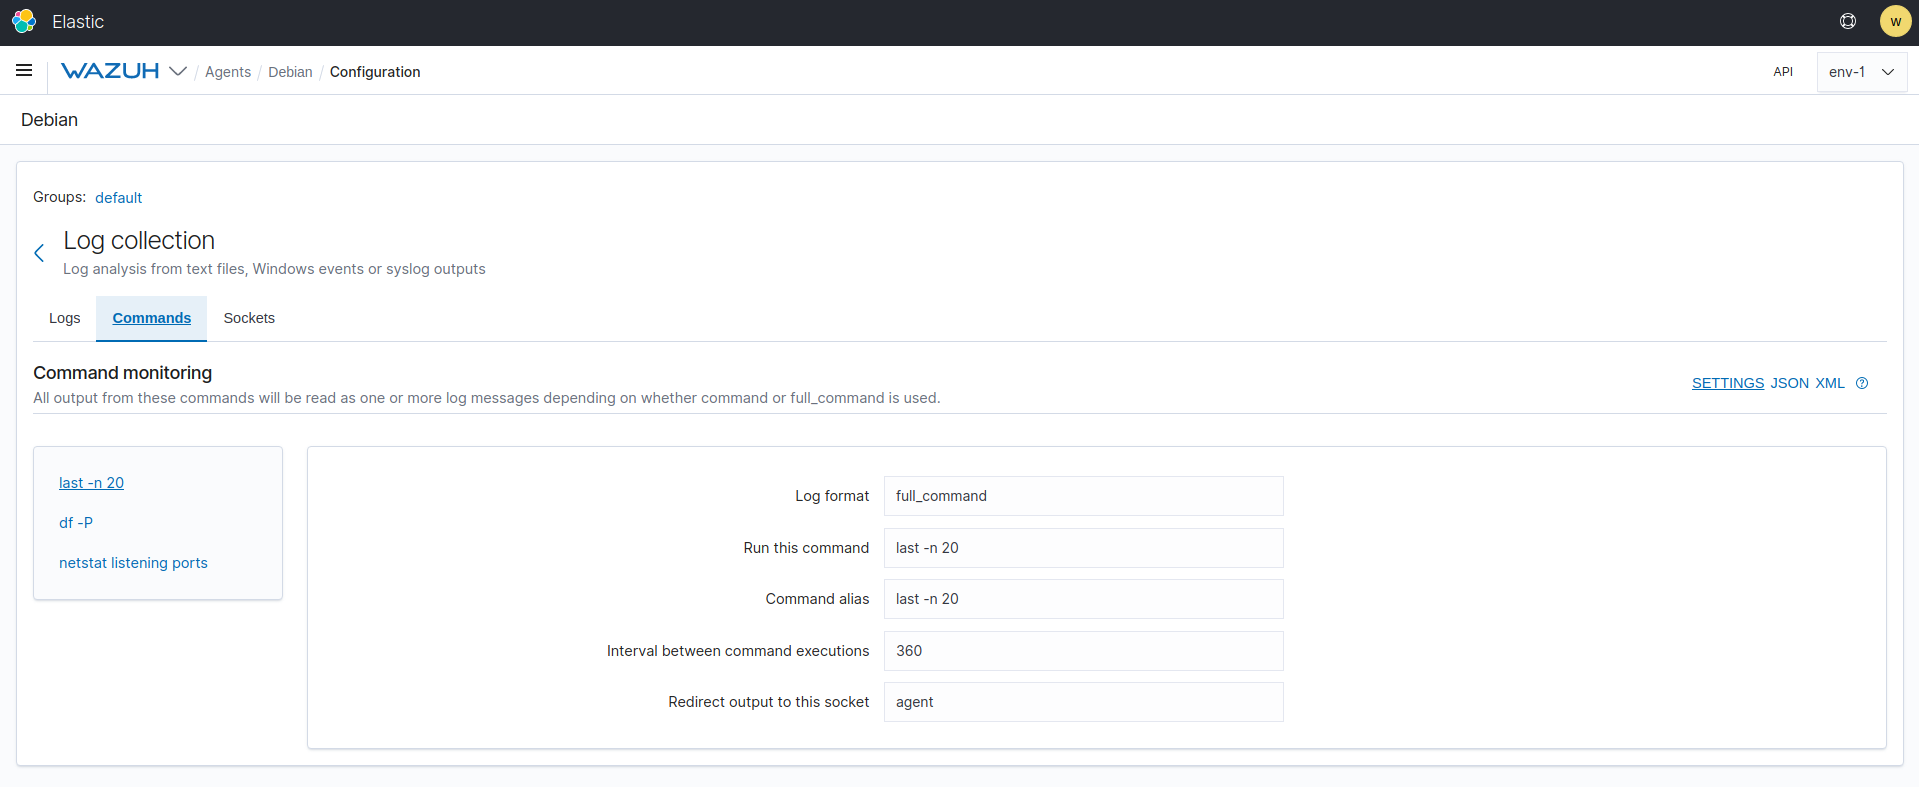 Elastic
w
WAZUH / Agents / Debian / Configuration
API
env-1
Debian
Groups: default
Log collection
Log analysis from text files, Windows events or syslog outputs
Logs Commands Sockets
Command monitoring
All output from these commands will be read as one or more log messages depending on whether command or full_command is used.
SETTINGS JSON XML
last -n 20
df -P
netstat listening ports
Log format full_command
Run this command last -n 20
Command alias last -n 20
Interval between command executions 360
Redirect output to this socket agent